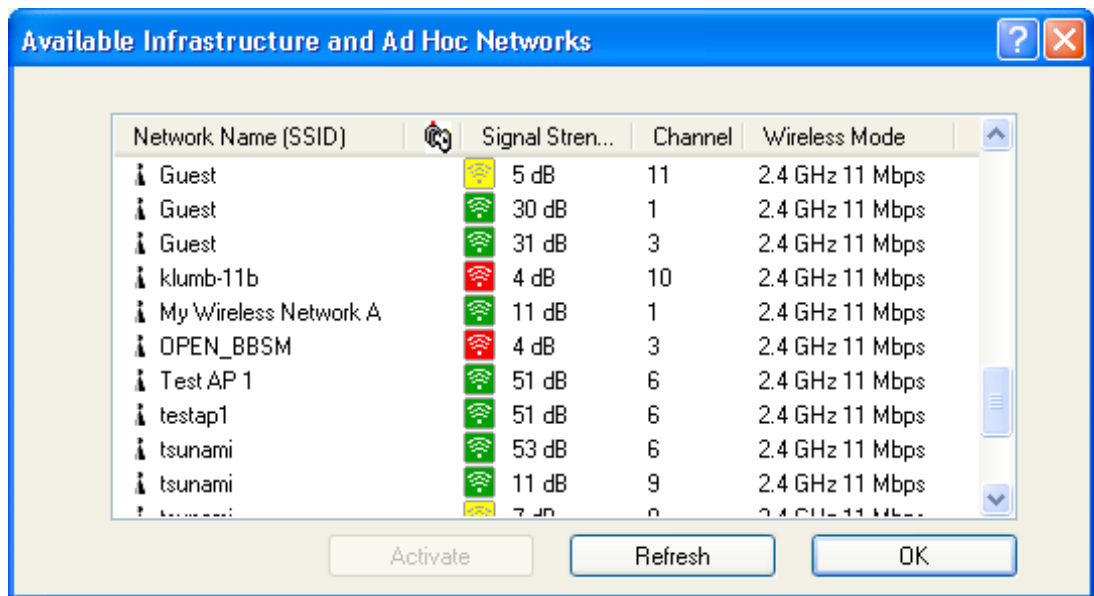 Available Infrastructure and Ad Hoc Networks
Network Name (SSID) Signal Stren... Channel Wireless Mode
Guest 5 dB 11 2.4 GHz 11 Mbps
Guest 30 dB 1 2.4 GHz 11 Mbps
Guest 31 dB 3 2.4 GHz 11 Mbps
klumb-11b 4 dB 10 2.4 GHz 11 Mbps
My Wireless Network A 11 dB 1 2.4 GHz 11 Mbps
OPEN_BBSM 4 dB 3 2.4 GHz 11 Mbps
Test AP 1 51 dB 6 2.4 GHz 11 Mbps
testap1 51 dB 6 2.4 GHz 11 Mbps
tsunami 53 dB 6 2.4 GHz 11 Mbps
tsunami 11 dB 9 2.4 GHz 11 Mbps
Activate Refresh OK